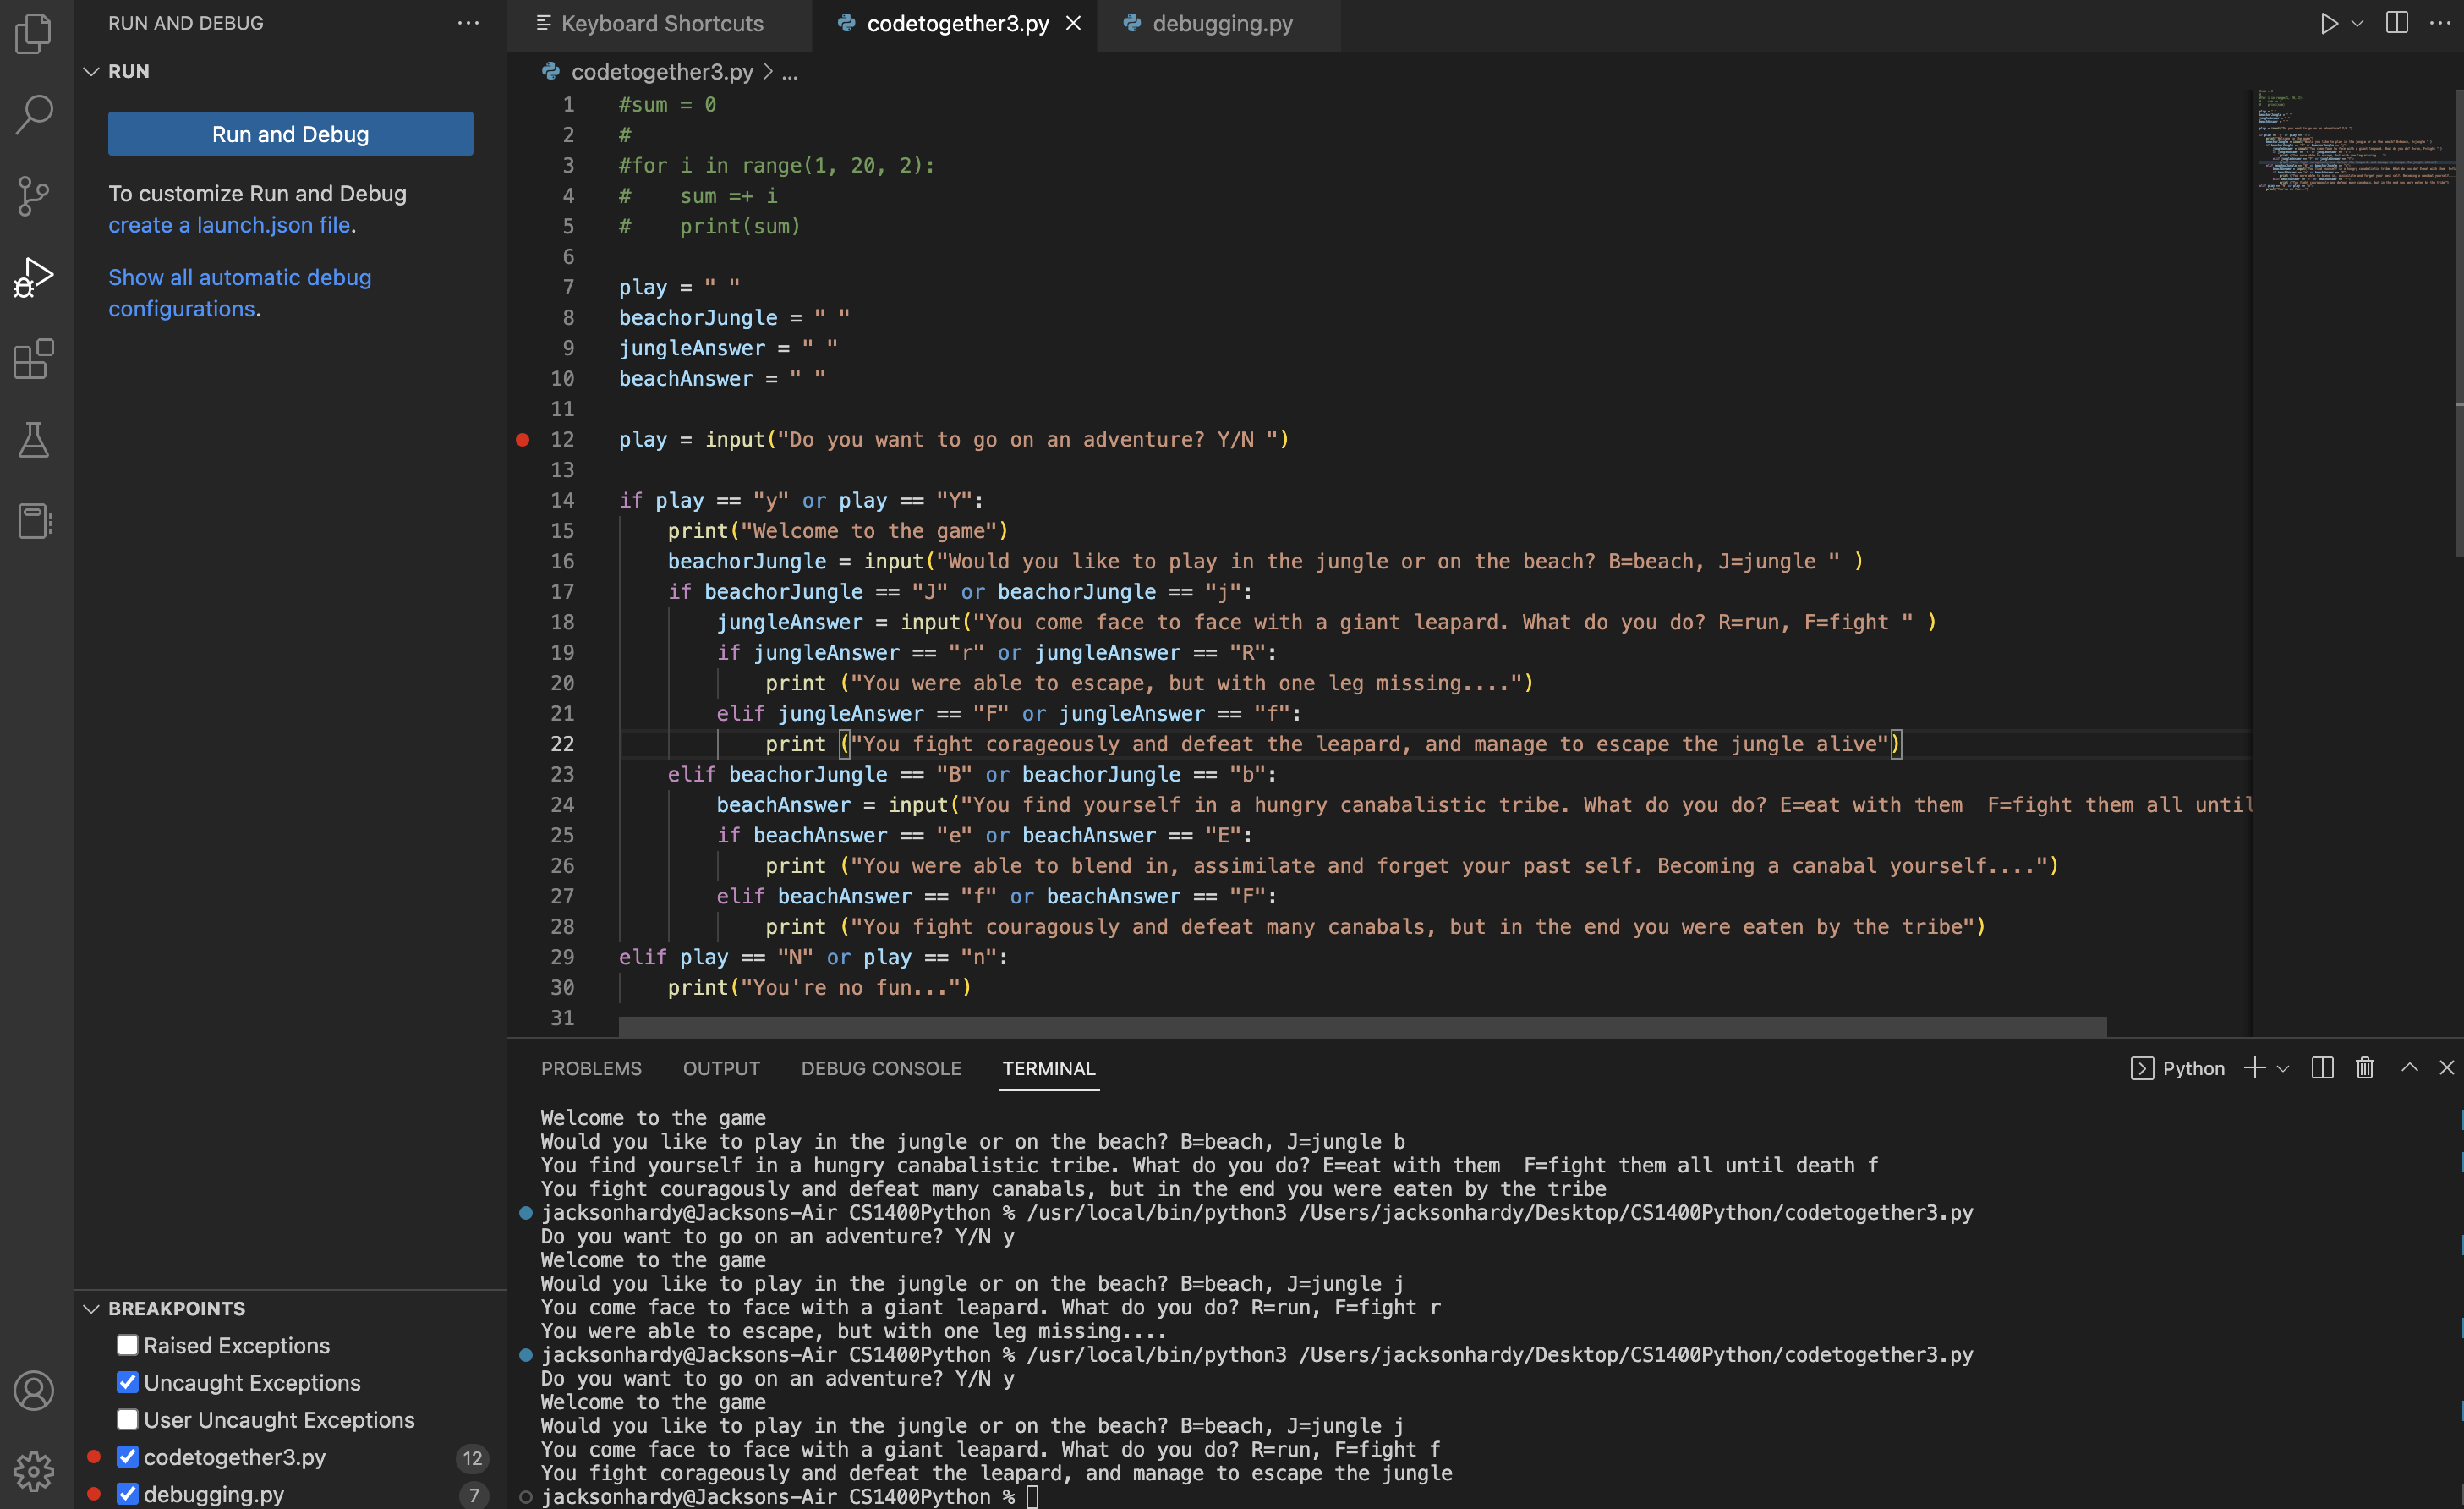 RUN AND DEBUG
RUN
Run and Debug
To customize Run and Debug
create a launch.json file.
Show all automatic debug
configurations.
BREAKPOINTS
Raised Exceptions
Uncaught Exceptions
User Uncaught Exceptions
codetogether3.py 12
debugging.py 7
Keyboard Shortcuts codetogether3.py debugging.py
codetogether3.py > ...
1 #sum = 0
2 #
3 #for i in range(1, 20, 2):
4 #    sum =+ i
5 #    print(sum)
6
7 play = " "
8 beachorJungle = " "
9 jungleAnswer = " "
10 beachAnswer = " "
11
12 play = input("Do you want to go on an adventure? Y/N ")
13
14 if play == "y" or play == "Y":
15     print("Welcome to the game")
16     beachorJungle = input("Would you like to play in the jungle or on the beach? B=beach, J=jungle " )
17     if beachorJungle == "J" or beachorJungle == "j":
18         jungleAnswer = input("You come face to face with a giant leapard. What do you do? R=run, F=fight " )
19         if jungleAnswer == "r" or jungleAnswer == "R":
20             print ("You were able to escape, but with one leg missing....")
21         elif jungleAnswer == "F" or jungleAnswer == "f":
22             print ("You fight corageously and defeat the leapard, and manage to escape the jungle alive")
23     elif beachorJungle == "B" or beachorJungle == "b":
24         beachAnswer = input("You find yourself in a hungry canabalistic tribe. What do you do? E=eat with them  F=fight them all until
25         if beachAnswer == "e" or beachAnswer == "E":
26             print ("You were able to blend in, assimilate and forget your past self. Becoming a canabal yourself....")
27         elif beachAnswer == "f" or beachAnswer == "F":
28             print ("You fight couragously and defeat many canabals, but in the end you were eaten by the tribe")
29 elif play == "N" or play == "n":
30     print("You're no fun...")
31
PROBLEMS OUTPUT DEBUG CONSOLE TERMINAL Python
Welcome to the game
Would you like to play in the jungle or on the beach? B=beach, J=jungle b
You find yourself in a hungry canabalistic tribe. What do you do? E=eat with them  F=fight them all until death f
You fight couragously and defeat many canabals, but in the end you were eaten by the tribe
jacksonhardy@Jacksons-Air CS1400Python % /usr/local/bin/python3 /Users/jacksonhardy/Desktop/CS1400Python/codetogether3.py
Do you want to go on an adventure? Y/N y
Welcome to the game
Would you like to play in the jungle or on the beach? B=beach, J=jungle j
You come face to face with a giant leapard. What do you do? R=run, F=fight r
You were able to escape, but with one leg missing....
jacksonhardy@Jacksons-Air CS1400Python % /usr/local/bin/python3 /Users/jacksonhardy/Desktop/CS1400Python/codetogether3.py
Do you want to go on an adventure? Y/N y
Welcome to the game
Would you like to play in the jungle or on the beach? B=beach, J=jungle j
You come face to face with a giant leapard. What do you do? R=run, F=fight f
You fight corageously and defeat the leapard, and manage to escape the jungle
jacksonhardy@Jacksons-Air CS1400Python %